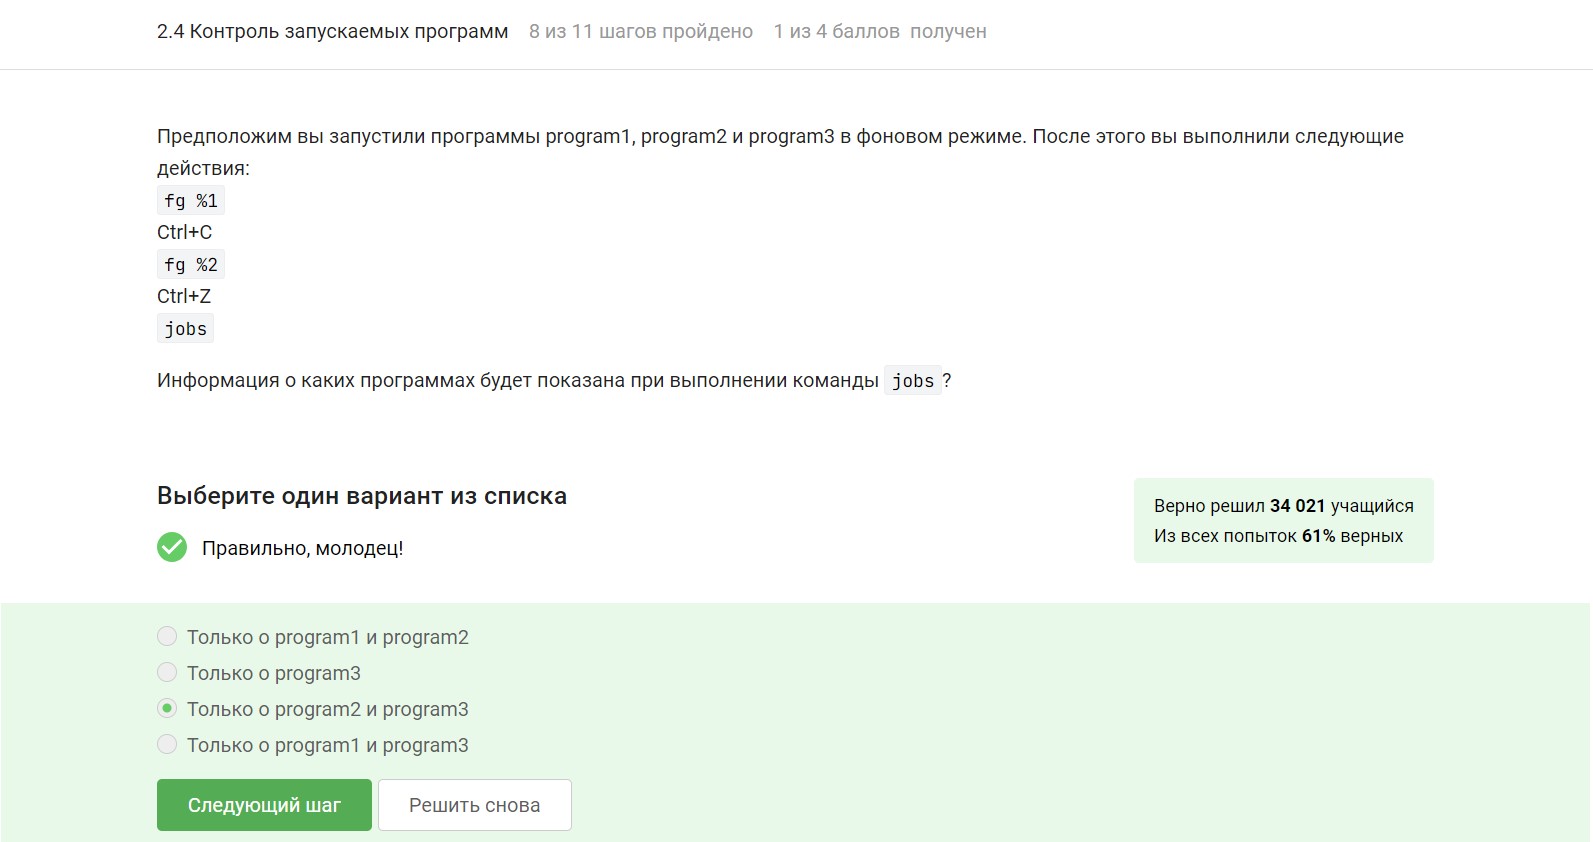 2.4 Контроль запускаемых программ 8 из 11 шагов пройдено 1 из 4 баллов получен
Предположим вы запустили программы program1, program2 и program3 в фоновом режиме. После этого вы выполнили следующие
действия:
fg %1
Ctrl+C
fg %2
Ctrl+Z
jobs
Информация о каких программах будет показана при выполнении команды jobs?
Выберите один вариант из списка
Правильно, молодец!
Верно решил 34 021 учащийся
Из всех попыток 61% верных
Только о program1 и program2
Только о program3
Только о program2 и program3
Только о program1 и program3
Следующий шаг Решить снова